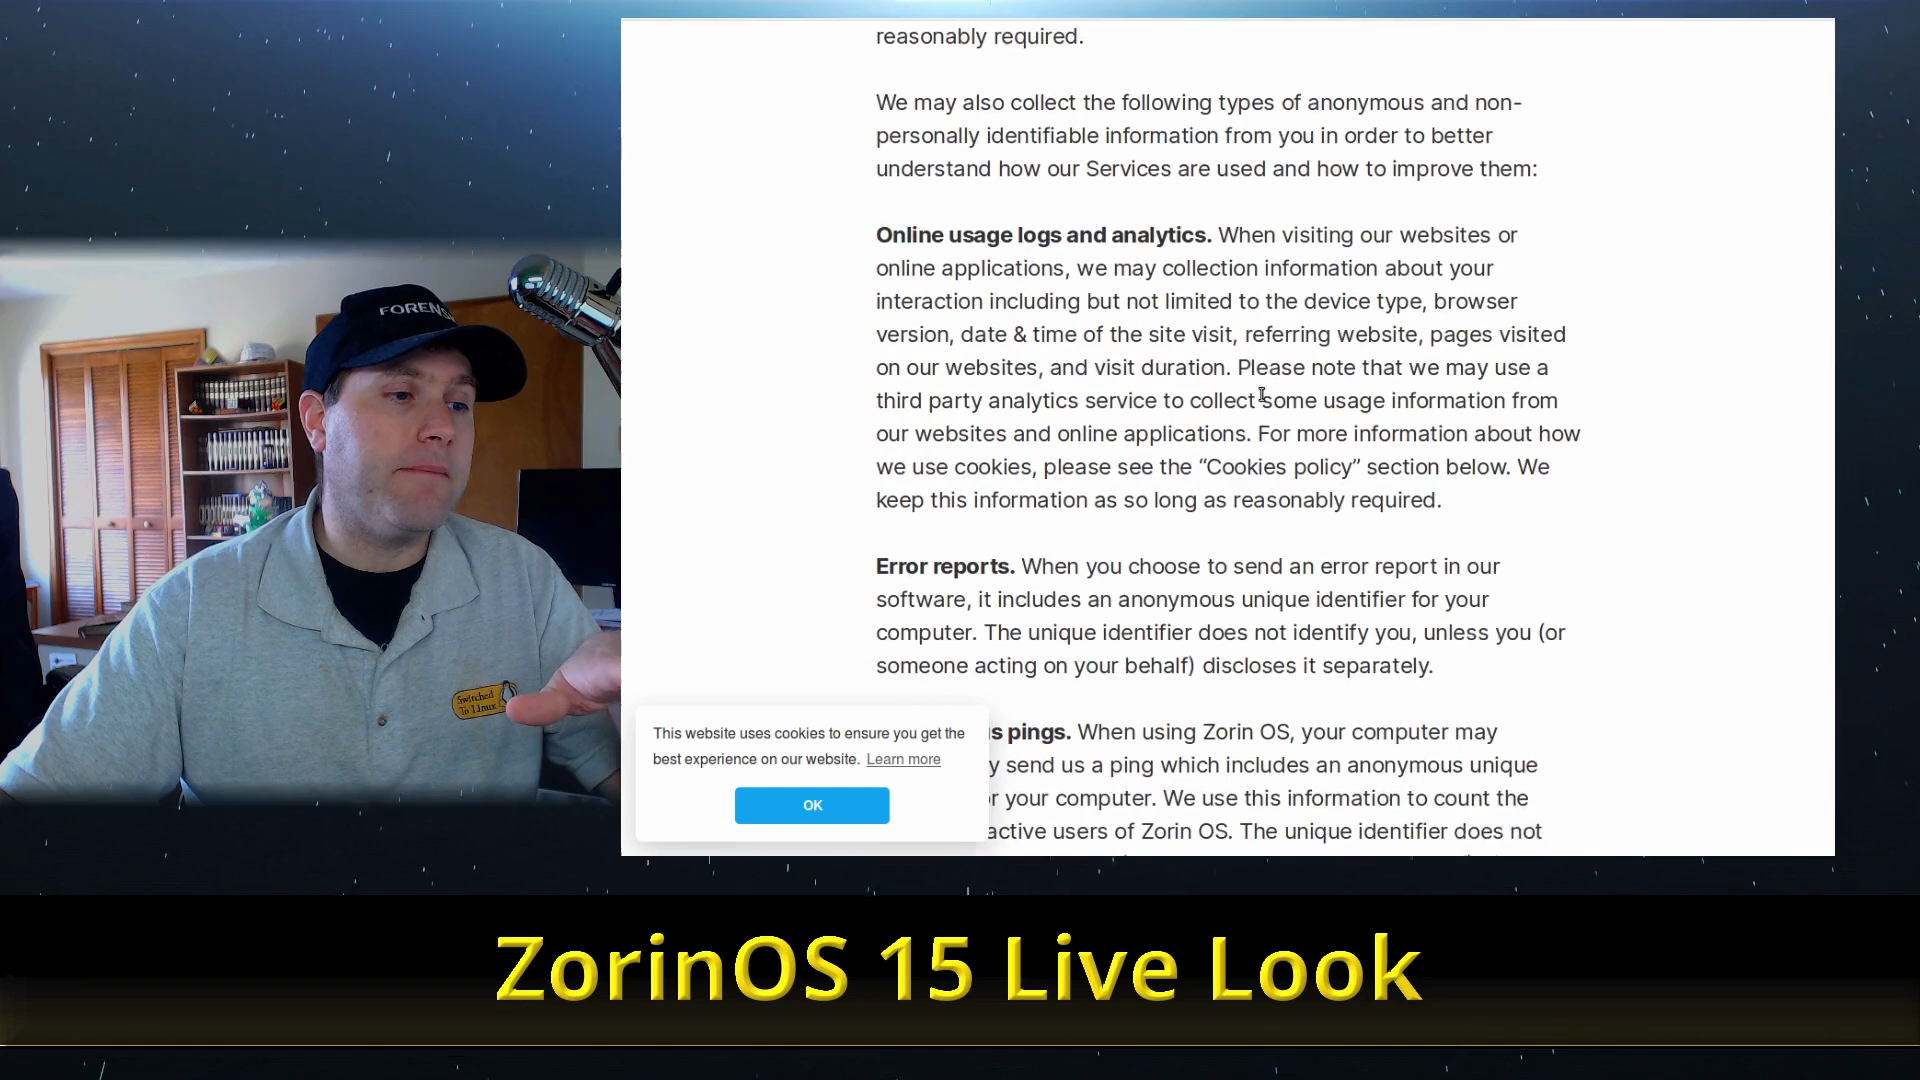 reasonably required.
We may also collect the following types of anonymous and non-
personally identifiable information from you in order to better
understand how our Services are used and how to improve them:
Online usage logs and analytics. When visiting our websites or
online applications, we may collection information about your
interaction including but not limited to the device type, browser
version, date & time of the site visit, referring website, pages visited
on our websites, and visit duration. Please note that we may use a
third party analytics service to collect some usage information from
our websites and online applications. For more information about how
we use cookies, please see the “Cookies policy” section below. We
keep this information as so long as reasonably required.
Error reports. When you choose to send an error report in our
software, it includes an anonymous unique identifier for your
computer. The unique identifier does not identify you, unless you (or
someone acting on your behalf) discloses it separately.
pings. When using Zorin OS, your computer may
send us a ping which includes an anonymous unique
your computer. We use this information to count the
active users of Zorin OS. The unique identifier does not
This website uses cookies to ensure you get the
best experience on our website. Learn more
OK
FORENS
Switched
To Linux
ZorinOS 15 Live Look